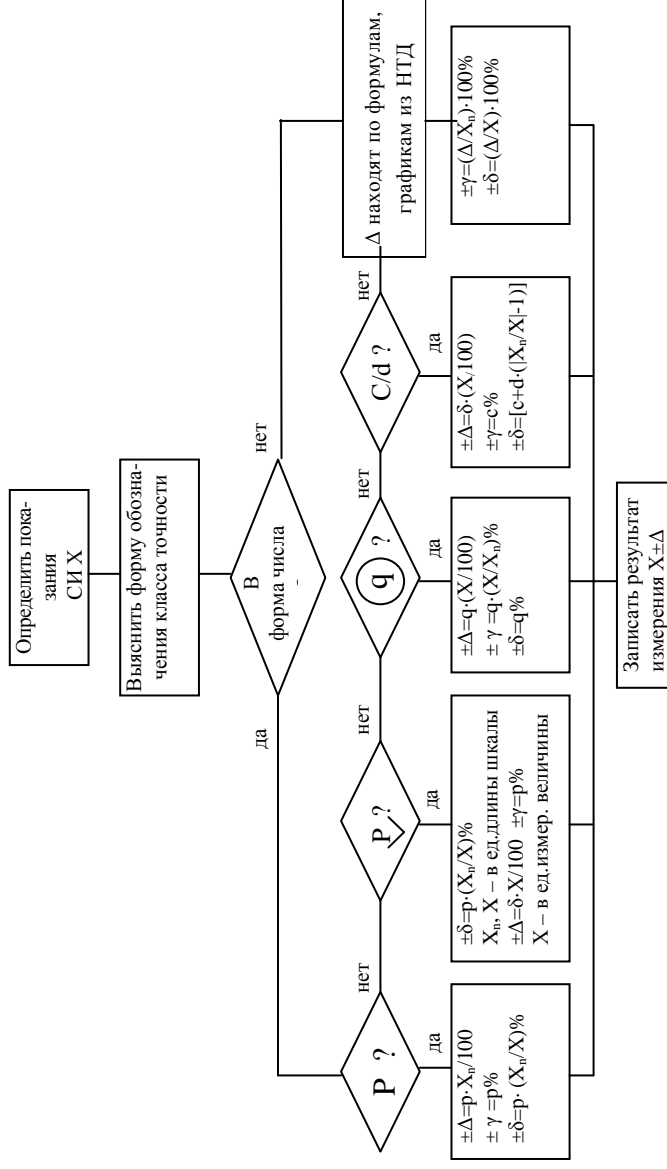 Определить пока-
зания
СИ X
Выяснить форму обозна-
чения класса точности
В
форма числа
да
нет
P ?
нет
да
P ?
нет
да
q ?
нет
да
C/d ?
нет
да
Δ находят по формулам,
графикам из НТД
±Δ=p·Xₙ/100
± γ =p%
±δ=p· (Xₙ/X)%
±δ=p·(Xₙ/X)%
Xₙ, X – в ед.длины шкалы
±Δ=δ·X/100 ±γ=p%
X – в ед.измер. величины
±Δ=q·(X/100)
± γ =q·(X/Xₙ)%
±δ=q%
±Δ=δ·(X/100)
±γ=c%
±δ=[c+d·(|Xₙ/X|-1)]
±γ=(Δ/Xₙ)·100%
±δ=(Δ/X)·100%
Записать результат
измерения X±Δ